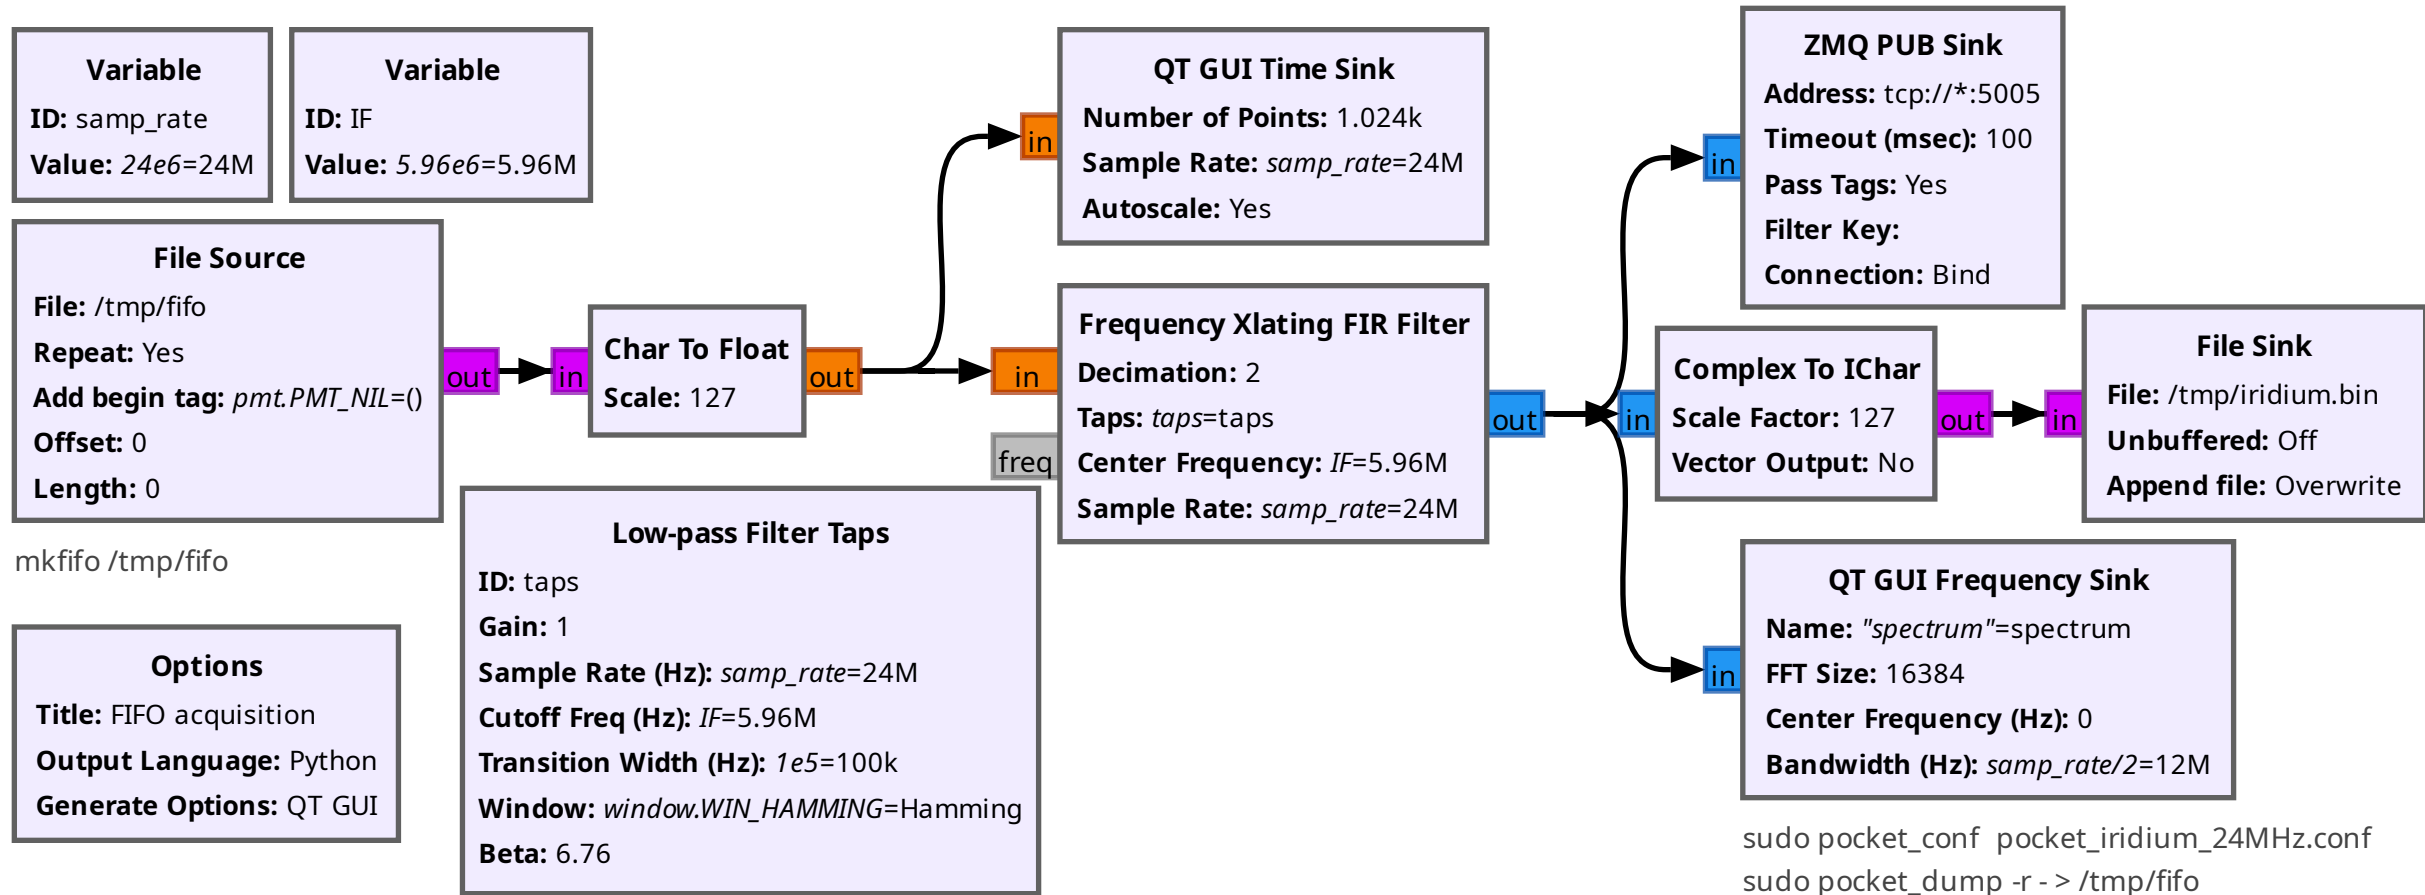 Variable
ID: samp_rate
Value: 24e6=24M
Variable
ID: IF
Value: 5.96e6=5.96M
File Source
File: /tmp/fifo
Repeat: Yes
Add begin tag: pmt.PMT_NIL=()
Offset: 0
Length: 0
out
mkfifo /tmp/fifo
Options
Title: FIFO acquisition
Output Language: Python
Generate Options: QT GUI
in
Char To Float
Scale: 127
out
Low-pass Filter Taps
ID: taps
Gain: 1
Sample Rate (Hz): samp_rate=24M
Cutoff Freq (Hz): IF=5.96M
Transition Width (Hz): 1e5=100k
Window: window.WIN_HAMMING=Hamming
Beta: 6.76
in
QT GUI Time Sink
Number of Points: 1.024k
Sample Rate: samp_rate=24M
Autoscale: Yes
in
freq
Frequency Xlating FIR Filter
Decimation: 2
Taps: taps=taps
Center Frequency: IF=5.96M
Sample Rate: samp_rate=24M
out
in
ZMQ PUB Sink
Address: tcp://*:5005
Timeout (msec): 100
Pass Tags: Yes
Filter Key:
Connection: Bind
in
Complex To IChar
Scale Factor: 127
Vector Output: No
out
in
File Sink
File: /tmp/iridium.bin
Unbuffered: Off
Append file: Overwrite
in
QT GUI Frequency Sink
Name: "spectrum"=spectrum
FFT Size: 16384
Center Frequency (Hz): 0
Bandwidth (Hz): samp_rate/2=12M
sudo pocket_conf  pocket_iridium_24MHz.conf
sudo pocket_dump -r - > /tmp/fifo